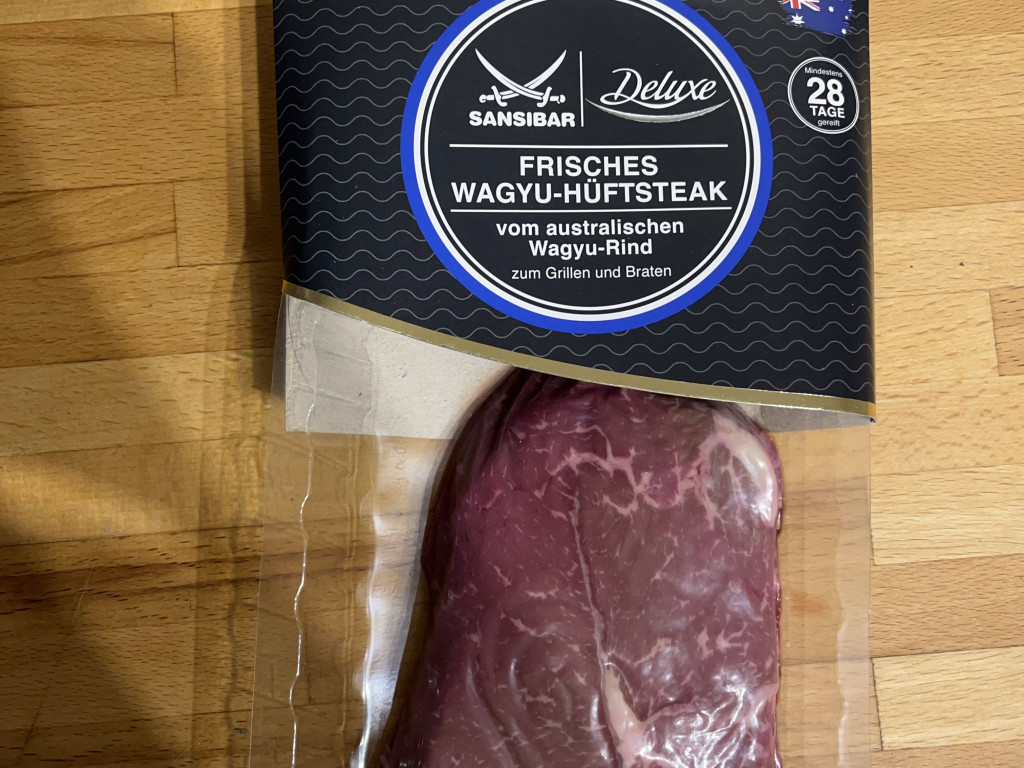 SANSIBAR
Deluxe
FRISCHES
WAGYU-HÜFTSTEAK
vom australischen
Wagyu-Rind
zum Grillen und Braten
Mindestens
28
TAGE
gereift